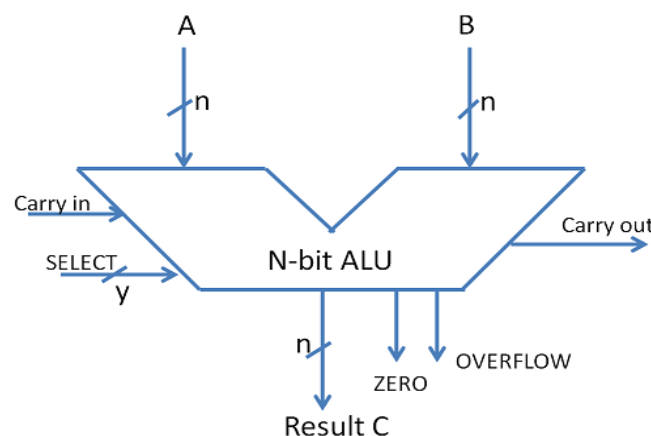 A
B
n
n
Carry in
Carry out
SELECT
y
N-bit ALU
n
ZERO
OVERFLOW
Result C